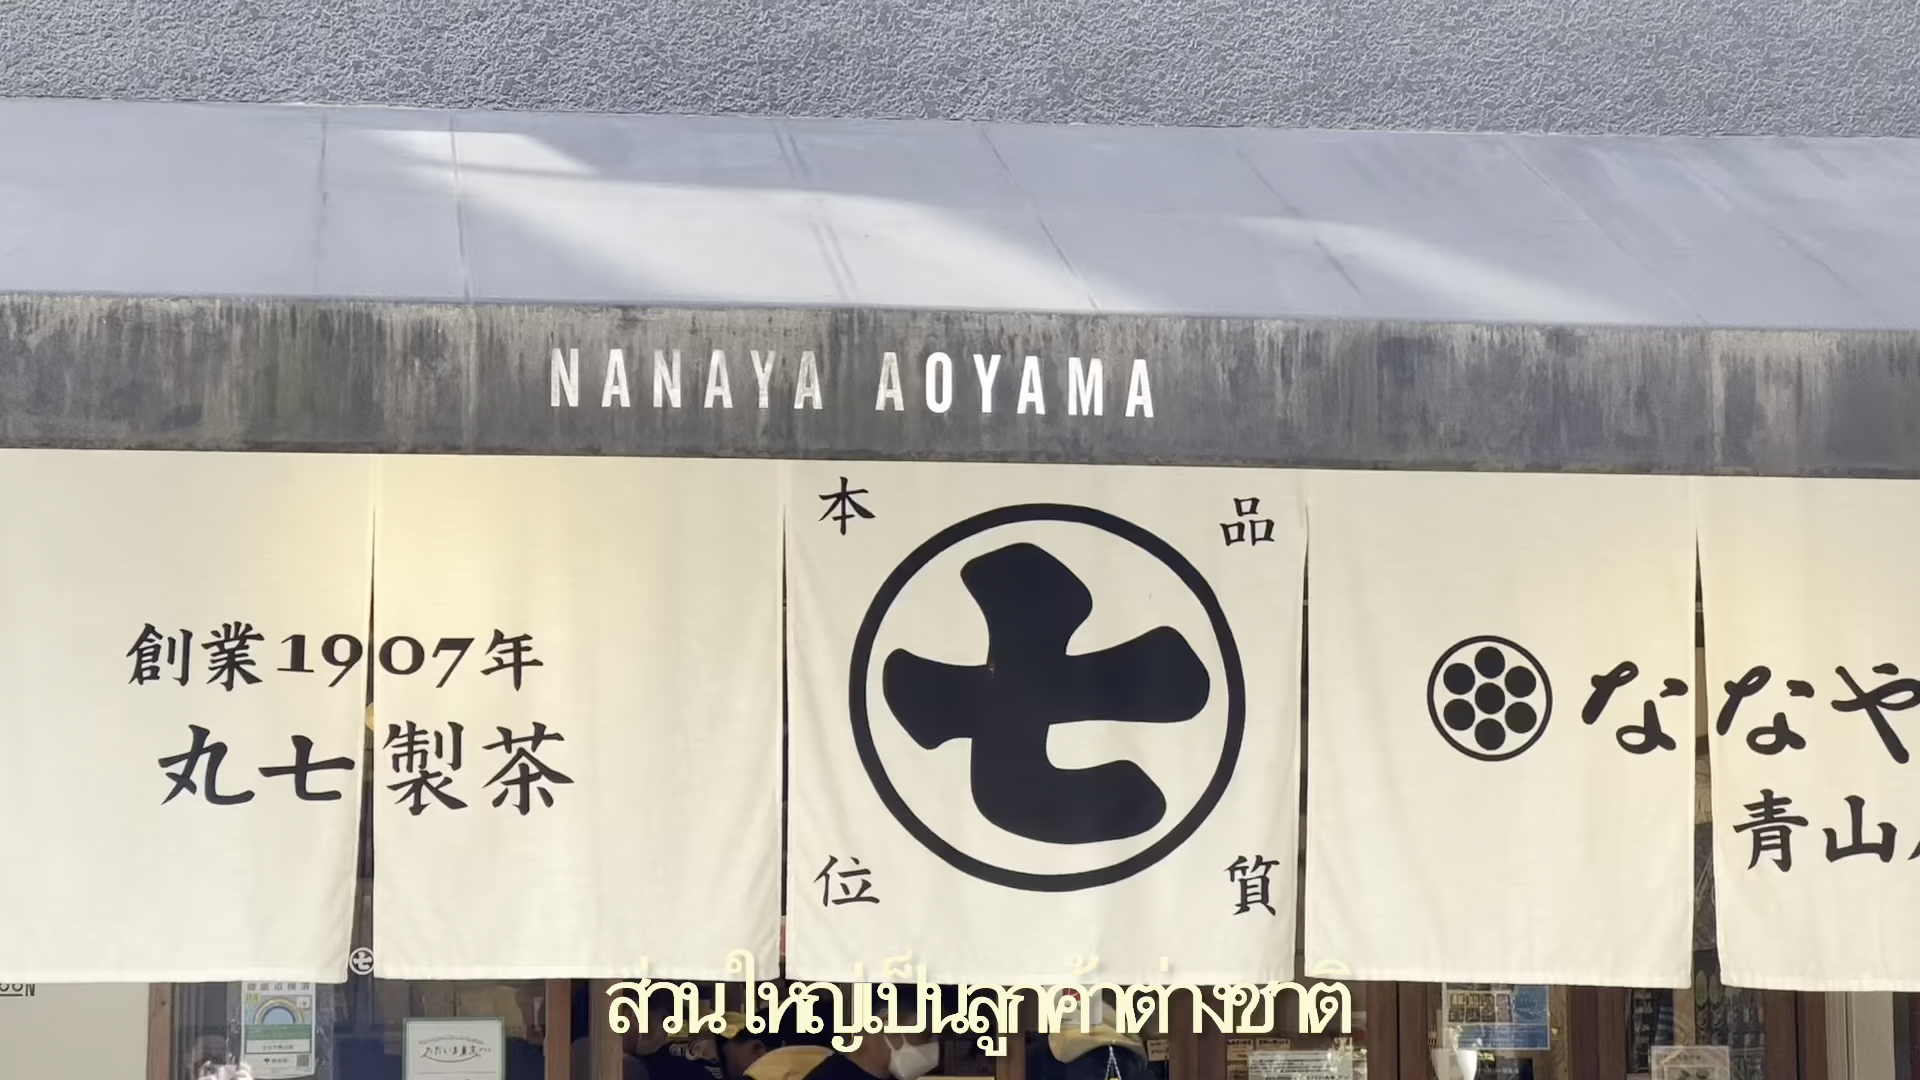 NANAYA AOYAMA
本 品
七
位 質
創業1907年
丸七製茶
ななや
青山
七
ส่วนใหญ่เป็นลูกค้าต่างชาติ